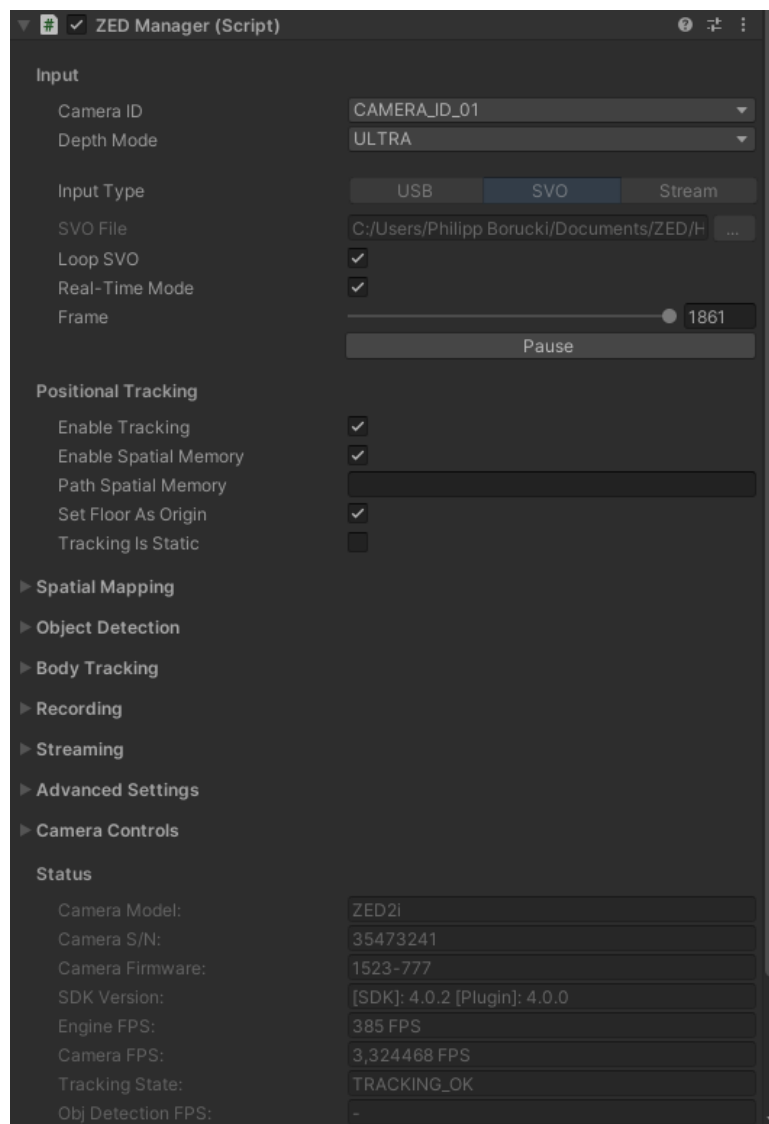 # ZED Manager (Script)
Input
Camera ID CAMERA_ID_01
Depth Mode ULTRA
Input Type USB SVO Stream
SVO File C:/Users/Philipp Borucki/Documents/ZED/H ...
Loop SVO
Real-Time Mode
Frame 1861
Pause
Positional Tracking
Enable Tracking
Enable Spatial Memory
Path Spatial Memory
Set Floor As Origin
Tracking Is Static
Spatial Mapping
Object Detection
Body Tracking
Recording
Streaming
Advanced Settings
Camera Controls
Status
Camera Model: ZED2i
Camera S/N: 35473241
Camera Firmware: 1523-777
SDK Version: [SDK]: 4.0.2 [Plugin]: 4.0.0
Engine FPS: 385 FPS
Camera FPS: 3,324468 FPS
Tracking State: TRACKING_OK
Obj Detection FPS: -